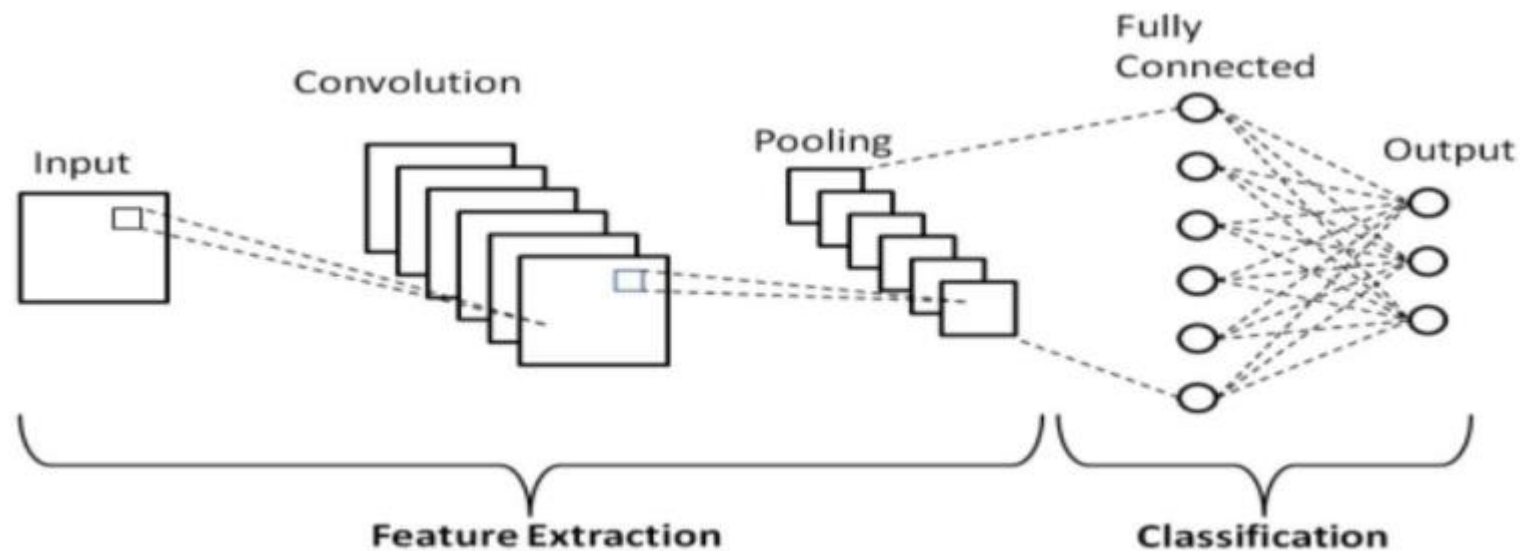 Input
Convolution
Pooling
Fully
Connected
Output
Feature Extraction
Classification